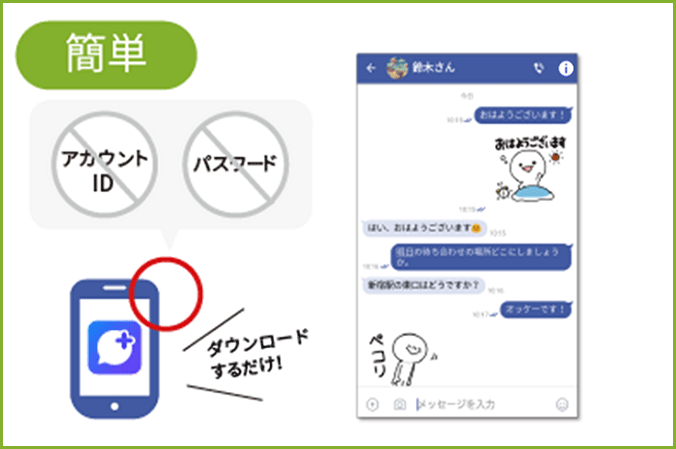 簡単
アカウント
ID
パスワード
ダウンロード
するだけ!
鈴木さん
今日
おはようございます!
10:15
おはようございます
10:15
はい、おはようございます
10:15
明日の待ち合わせの場所どこにしましょう
か。
10:16
新宿駅の東口はどうですか?
10:16
オッケーです!
10:17
ペコリ
メッセージを入力